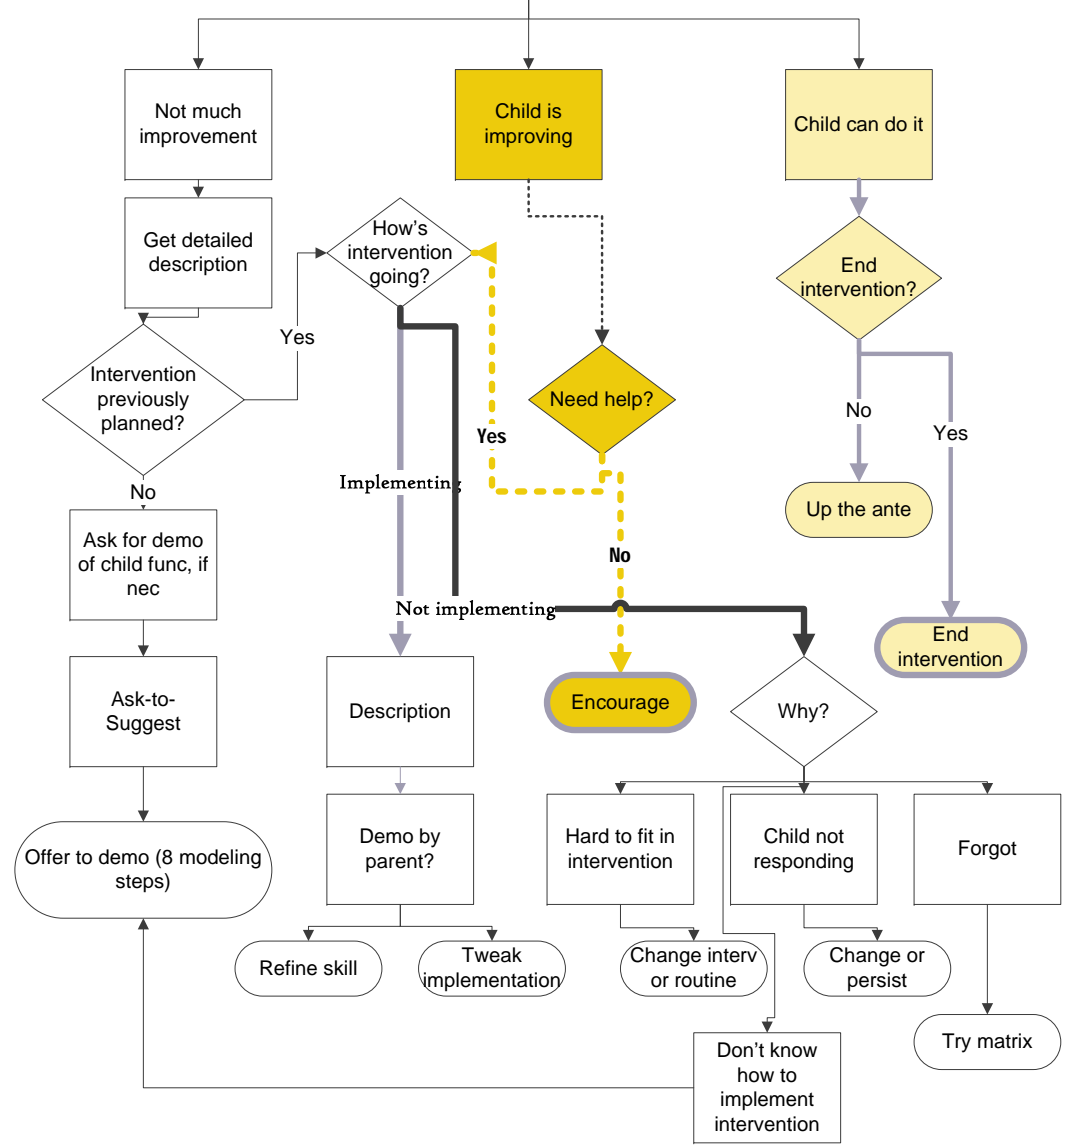 Not much
improvement
Child is
improving
Child can do it
Get detailed
description
How's
intervention
going?
End
intervention?
Yes
Intervention
previously
planned?
Need help?
No
Yes
Yes
Implementing
No
Up the ante
Ask for demo
of child func, if
nec
No
Not implementing
End
intervention
Ask-to-
Suggest
Description
Encourage
Why?
Offer to demo (8 modeling
steps)
Demo by
parent?
Hard to fit in
intervention
Child not
responding
Forgot
Refine skill
Tweak
implementation
Change interv
or routine
Change or
persist
Try matrix
Don't know
how to
implement
intervention